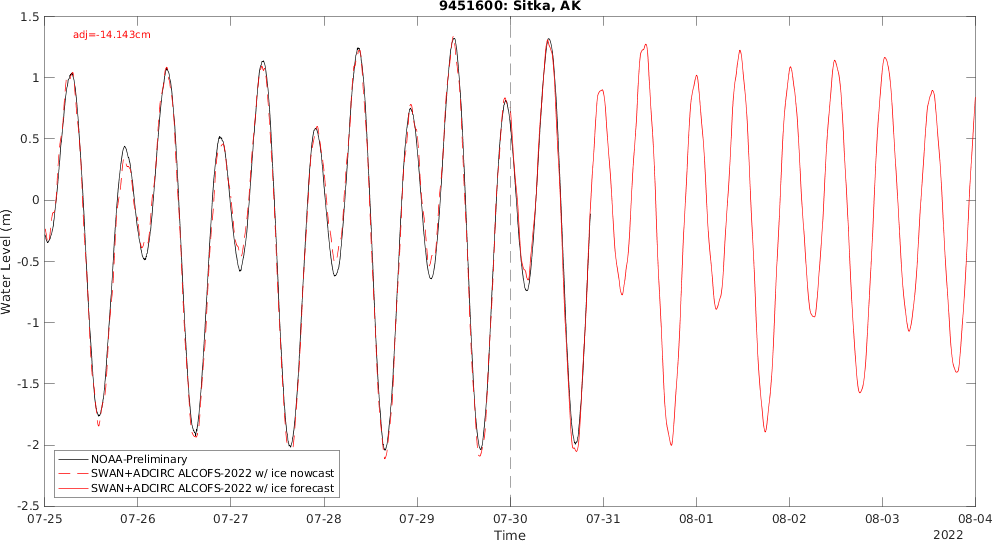 9451600: Sitka, AK
adj=-14.143cm
Water Level (m)
1.5
1
0.5
0
-0.5
-1
-1.5
-2
-2.5
NOAA-Preliminary
SWAN+ADCIRC ALCOFS-2022 w/ ice nowcast
SWAN+ADCIRC ALCOFS-2022 w/ ice forecast
07-25 07-26 07-27 07-28 07-29 07-30 07-31 08-01 08-02 08-03 08-04
Time
2022